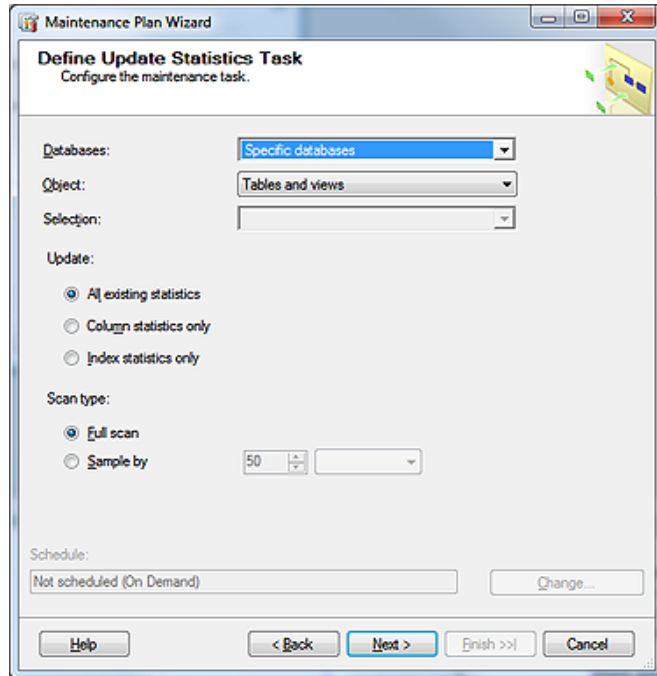 Maintenance Plan Wizard
Define Update Statistics Task
Configure the maintenance task.
Databases: Specific databases
Object: Tables and views
Selection:
Update:
All existing statistics
Column statistics only
Index statistics only
Scan type:
Full scan
Sample by 50
Schedule:
Not scheduled (On Demand) Change...
Help < Back Next > Finish >>| Cancel